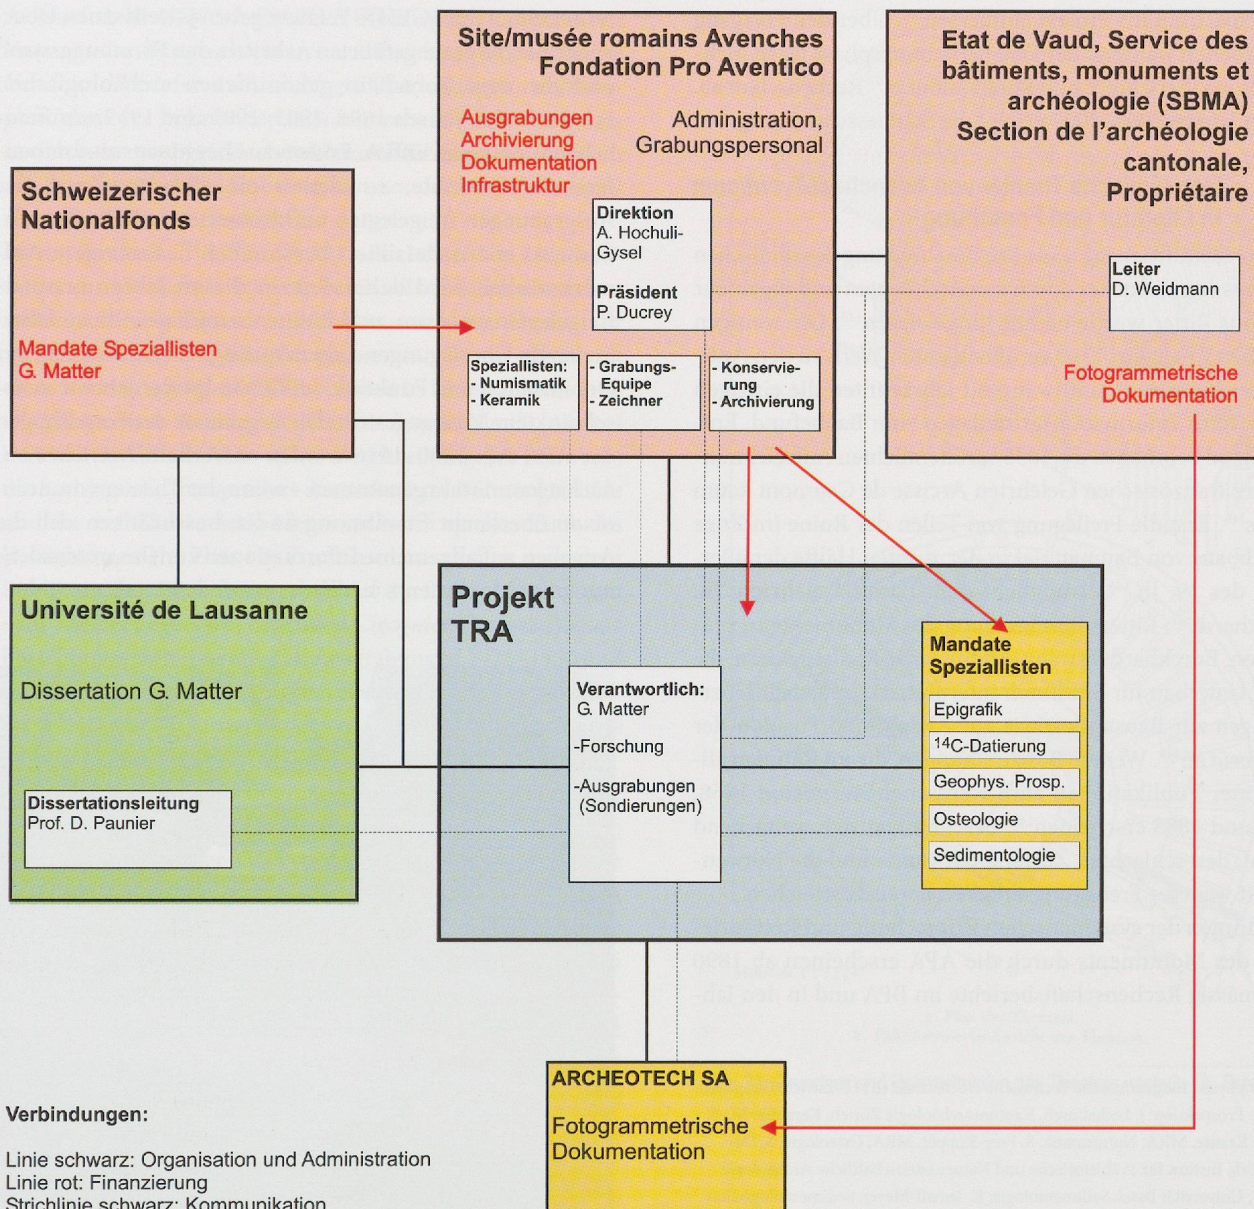 Site/musée romains Avenches
Fondation Pro Aventico
Ausgrabungen
Archivierung
Dokumentation
Infrastruktur
Administration,
Grabungspersonal
Direktion
A. Hochuli-
Gysel
Präsident
P. Ducrey
Speziallisten:
- Numismatik
- Keramik
- Grabungs-
Equipe
- Zeichner
- Konservie-
rung
- Archivierung
Etat de Vaud, Service des
bâtiments, monuments et
archéologie (SBMA)
Section de l'archéologie
cantonale,
Propriétaire
Leiter
D. Weidmann
Fotogrammetrische
Dokumentation
Schweizerischer
Nationalfonds
Mandate Speziallisten
G. Matter
Université de Lausanne
Dissertation G. Matter
Dissertationsleitung
Prof. D. Paunier
Projekt
TRA
Verantwortlich:
G. Matter
-Forschung
-Ausgrabungen
(Sondierungen)
Mandate
Speziallisten
Epigrafik
14C-Datierung
Geophys. Prosp.
Osteologie
Sedimentologie
ARCHEOTECH SA
Fotogrammetrische
Dokumentation
Verbindungen:
Linie schwarz: Organisation und Administration
Linie rot: Finanzierung
Strichlinie schwarz: Kommunikation